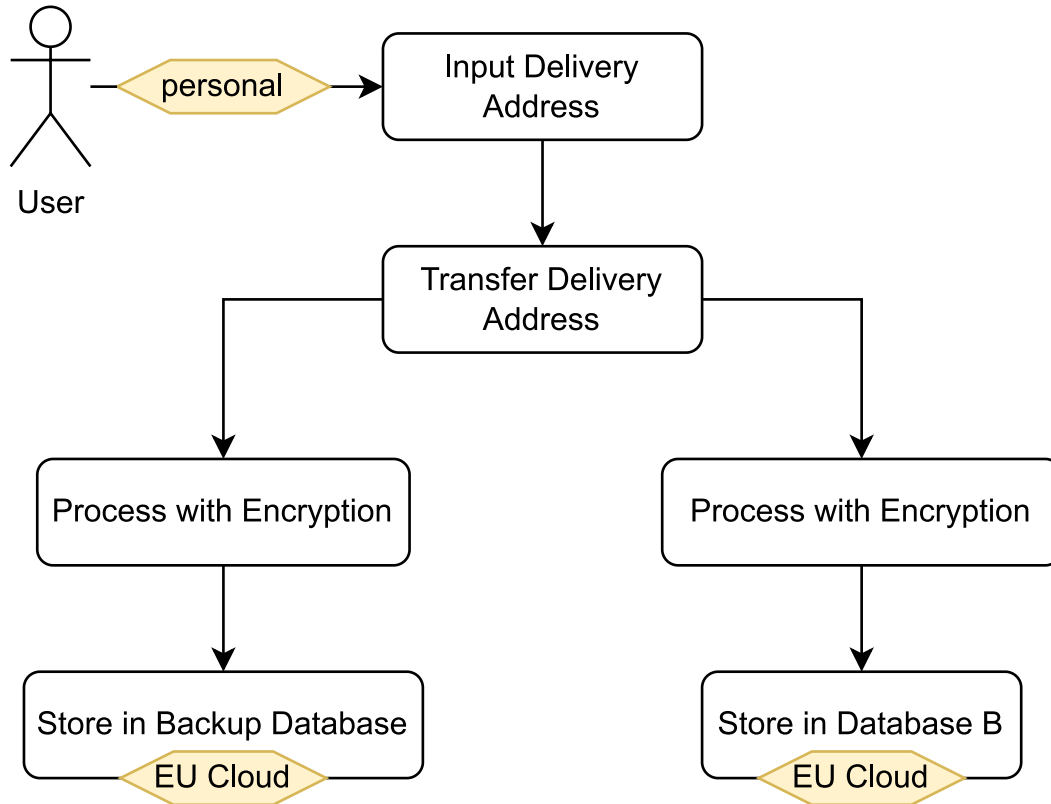 personal
Input Delivery
Address
User
Transfer Delivery
Address
Process with Encryption
Process with Encryption
Store in Backup Database
EU Cloud
Store in Database B
EU Cloud